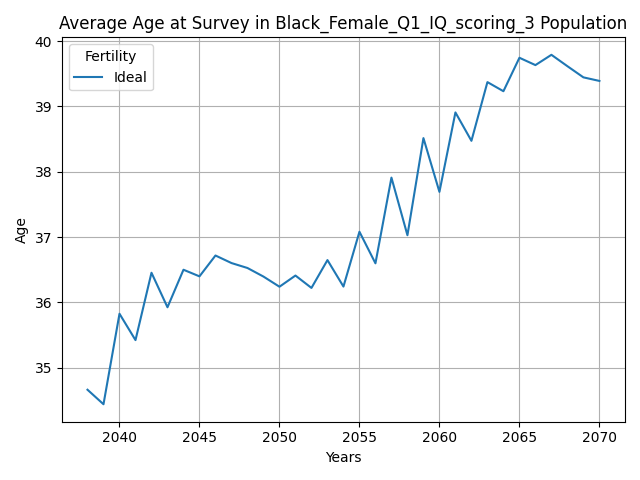 Average Age at Survey in Black_Female_Q1_IQ_scoring_3 Population
Fertility
Ideal
Age
40
39
38
37
36
35
2040 2045 2050 2055 2060 2065 2070
Years